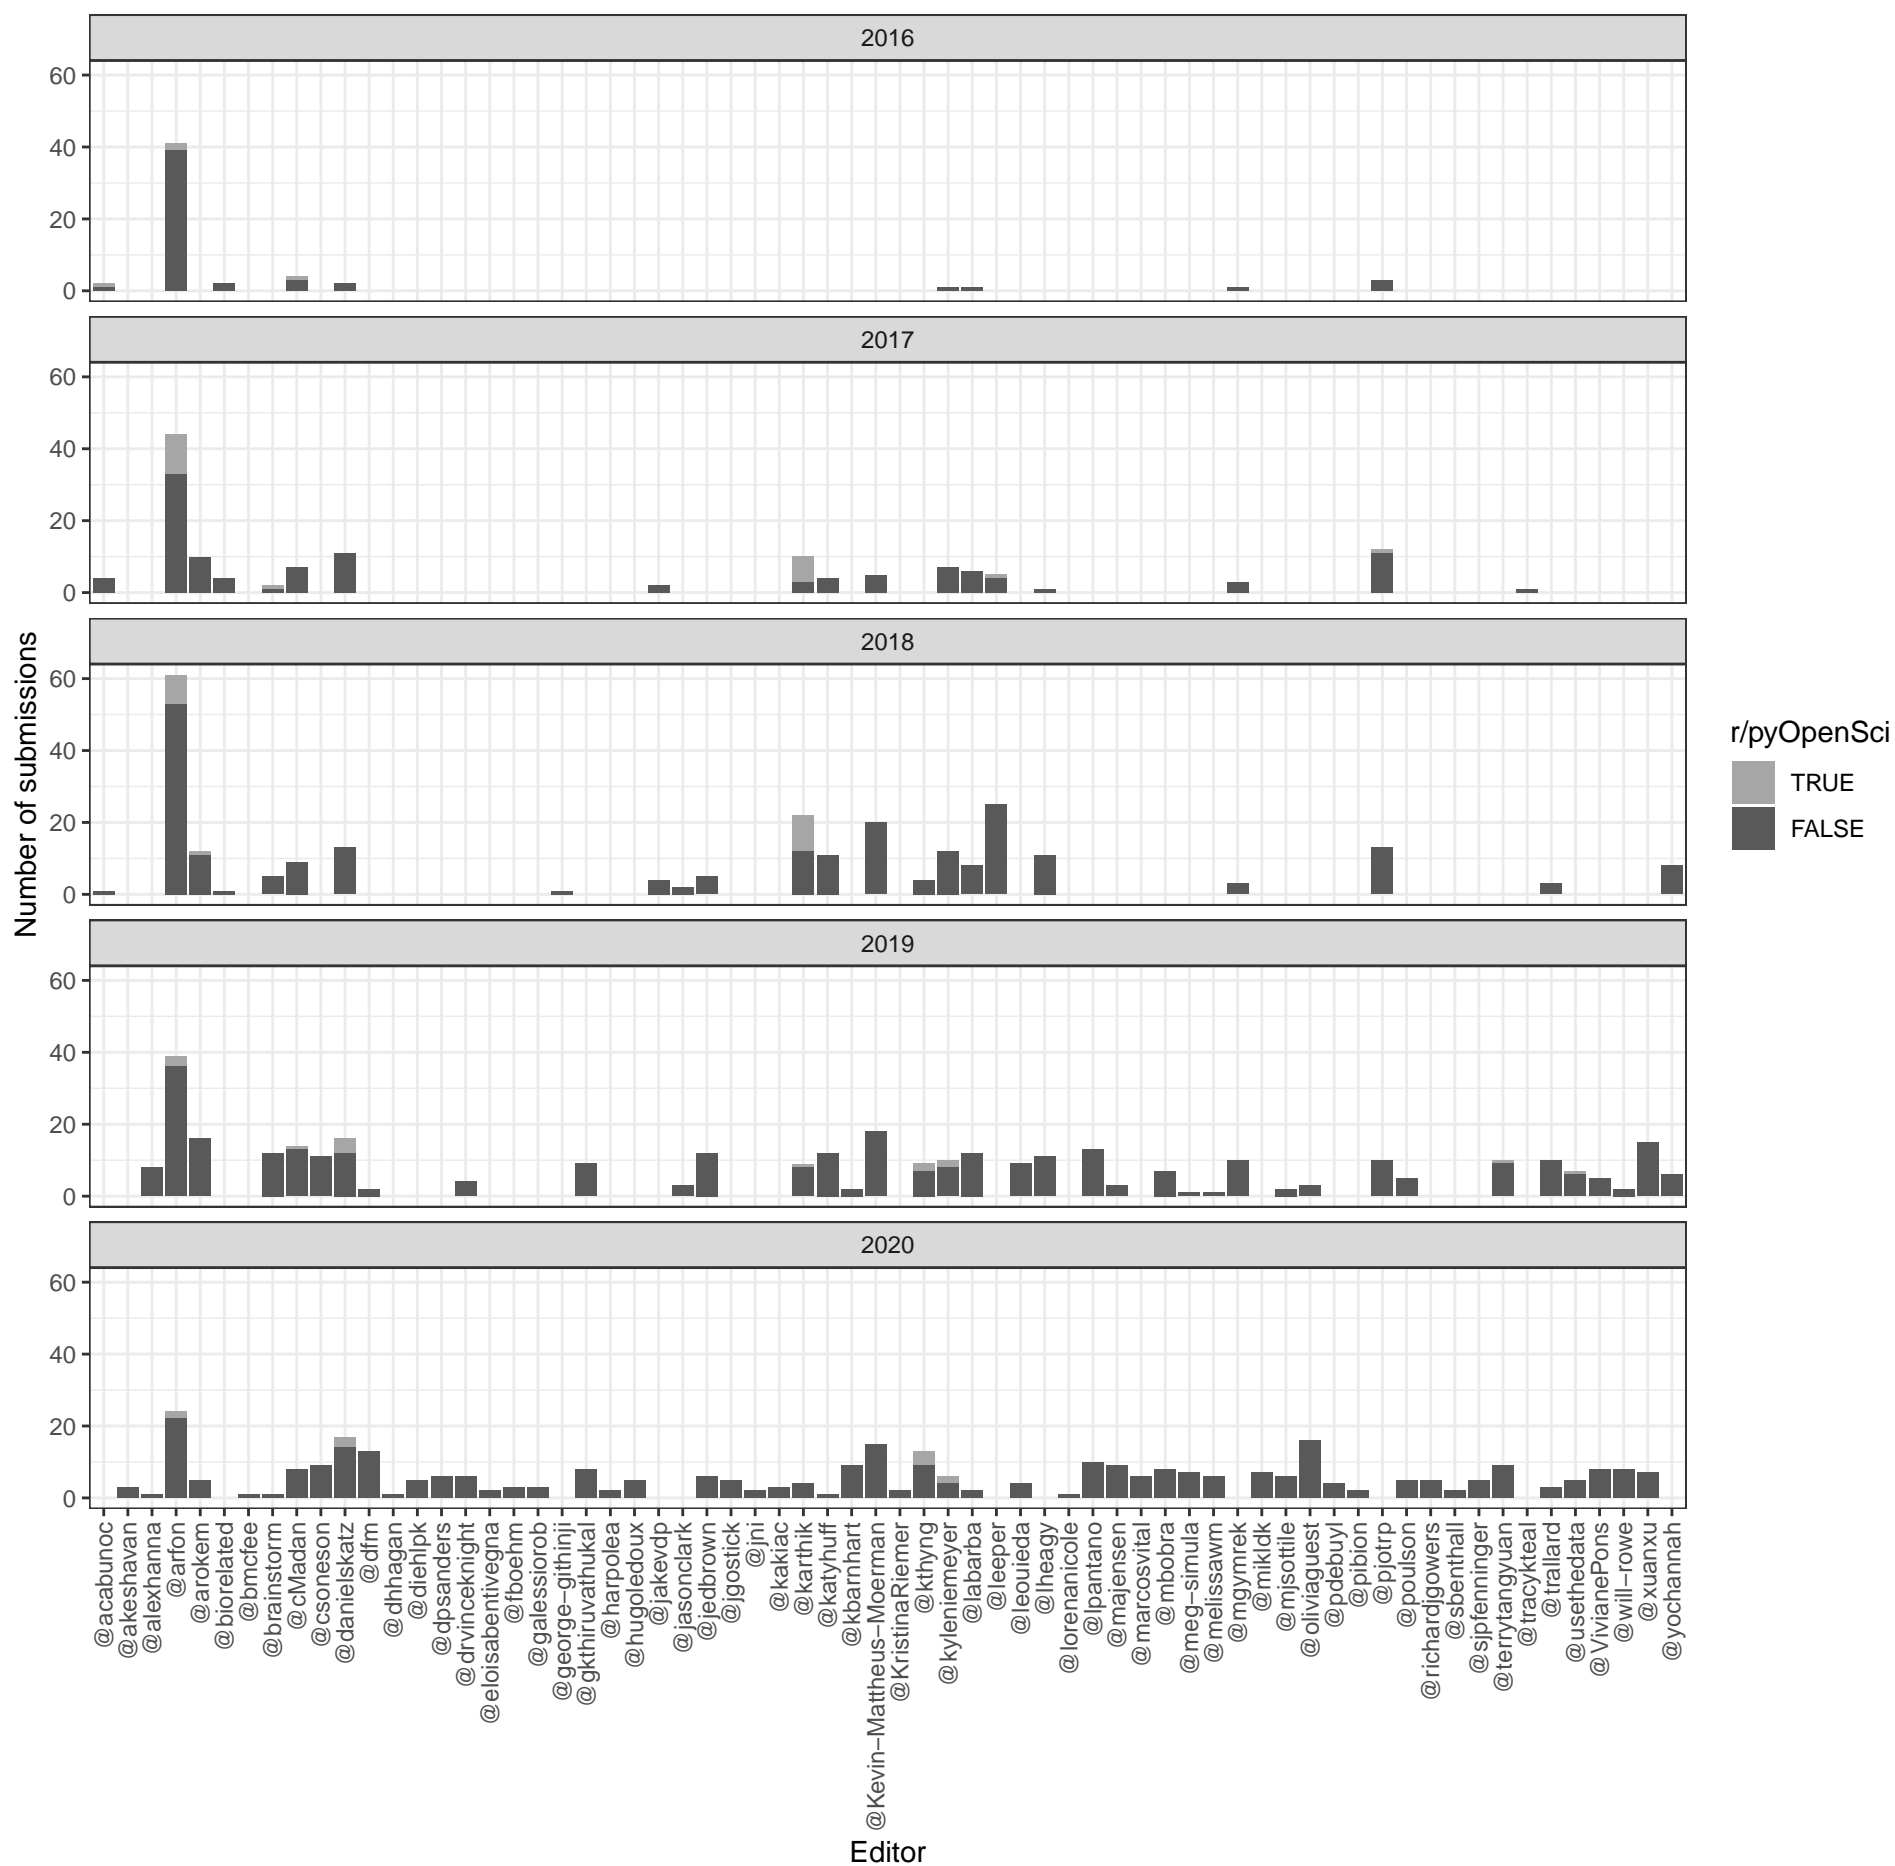 2016
60
40
20
0
2017
60
40
20
0
2018
60
40
20
0
2019
60
40
20
0
2020
60
40
20
0
Number of submissions
@acabunoc
@akeshavan
@alexhanna
@arfon
@arokem
@biorelated
@bmcfee
@brainstorm
@cMadan
@csoneson
@danielskatz
@dfm
@dhhagan
@diehlpk
@dpsanders
@drvinceknight
@eloisabentivegna
@fboehm
@galessiorob
@george−githinji
@gkthiruvathukal
@harpolea
@hugoledoux
@jakevdp
@jasonclark
@jedbrown
@jgostick
@jni
@kakiac
@karthik
@katyhuff
@kbarnhart
@Kevin−Mattheus−Moerman
@KristinaRiemer
@kthyng
@kyleniemeyer
@labarba
@leeper
@leouieda
@lheagy
@lorenanicole
@lpantano
@majensen
@marcosvital
@mbobra
@meg−simula
@melissawm
@mgymrek
@mikldk
@mjsottile
@oliviaguest
@pdebuyl
@pibion
@pjotrp
@poulson
@richardjgowers
@sbenthall
@sjpfenninger
@terrytangyuan
@tracykteal
@trallard
@usethedata
@VivianePons
@will−rowe
@xuanxu
@yochannah
Editor
r/pyOpenSci
TRUE
FALSE